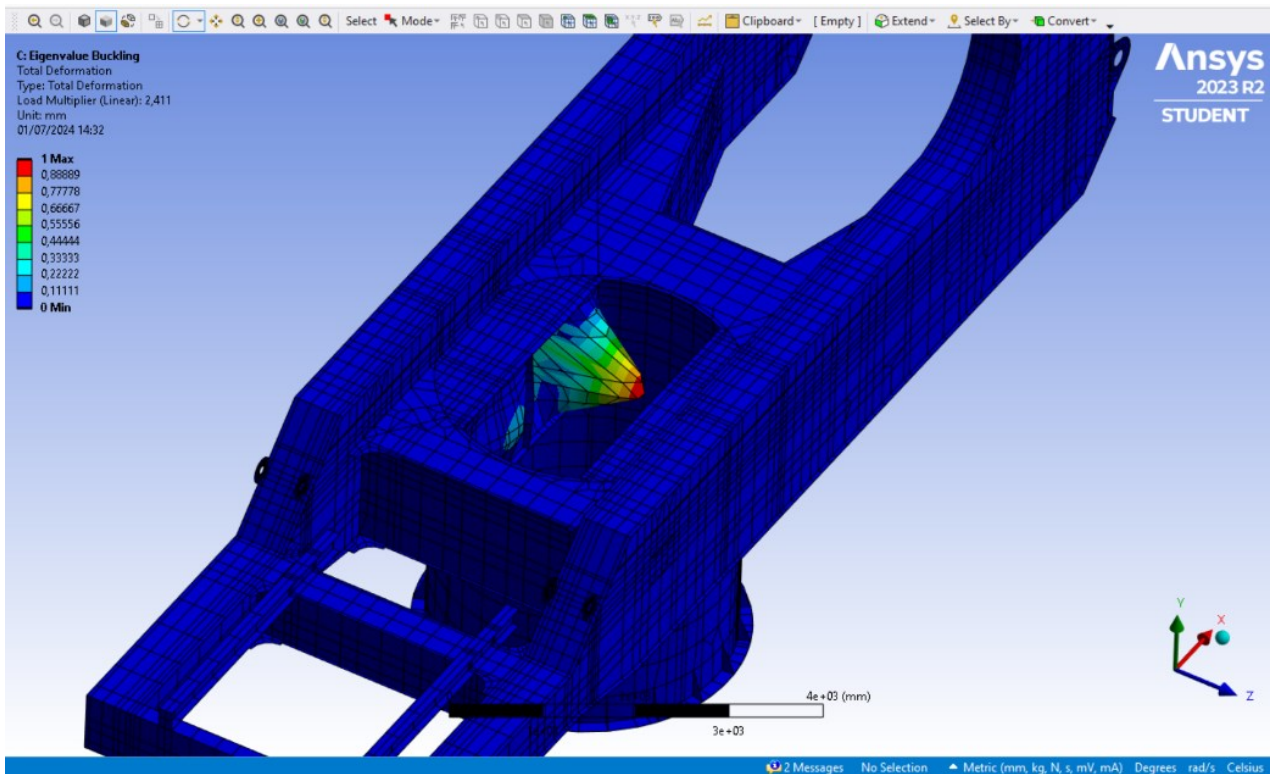 Select Mode Clipboard [ Empty ] Extend Select By Convert
C: Eigenvalue Buckling
Total Deformation
Type: Total Deformation
Load Multiplier (Linear): 2,411
Unit: mm
01/07/2024 14:32
1 Max
0,88889
0,77778
0,66667
0,55556
0,44444
0,33333
0,22222
0,11111
0 Min
Ansys
2023 R2
STUDENT
Y
X
Z
4e+03 (mm)
3e+03
2 Messages No Selection Metric (mm, kg, N, s, mV, mA) Degrees rad/s Celsius